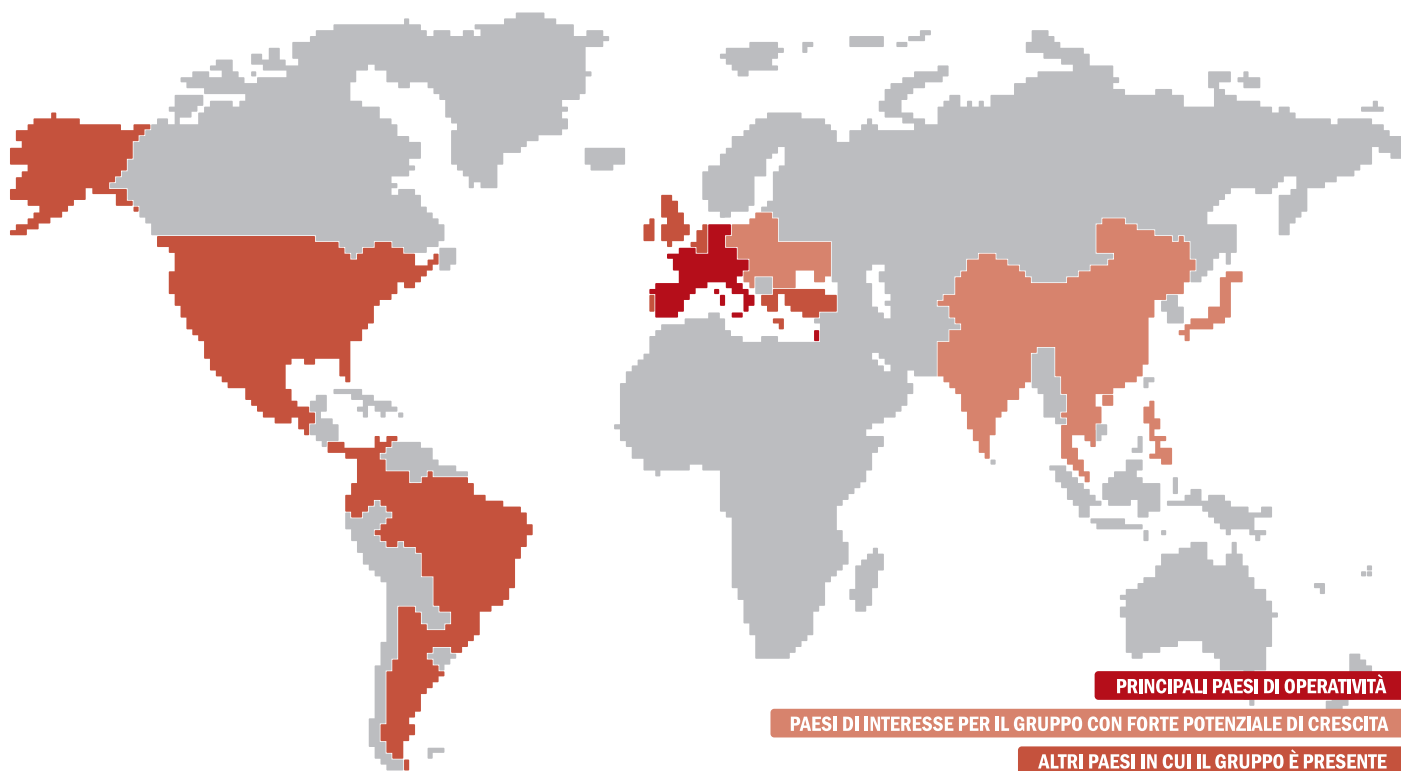 PRINCIPALI PAESI DI OPERATIVITÀ
PAESI DI INTERESSE PER IL GRUPPO CON FORTE POTENZIALE DI CRESCITA
ALTRI PAESI IN CUI IL GRUPPO È PRESENTE